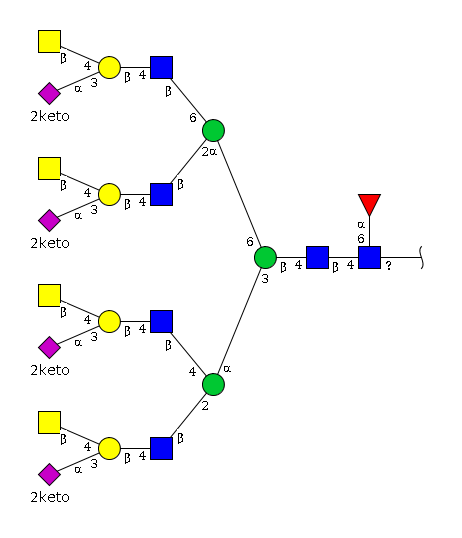 β 4
α 3 β 4
2keto β
6
β 4 2α
α 3 β 4 β
2keto
α
6 6
3 β 4 β 4 ?
β 4
α 3 β 4 4 α
2keto β
2
β 4
α 3 β 4 β
2keto